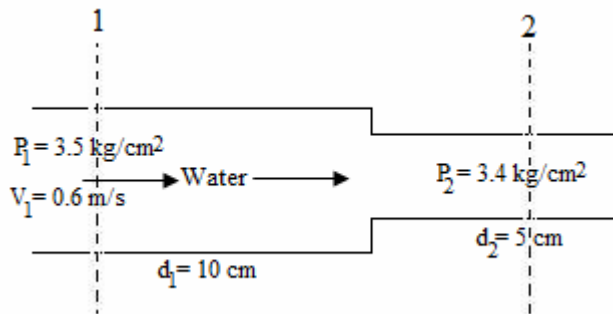 1
2
P₁= 3.5 kg/cm²
Water
P₂= 3.4 kg/cm²
V₁= 0.6 m/s
d₂= 5 cm
d₁= 10 cm